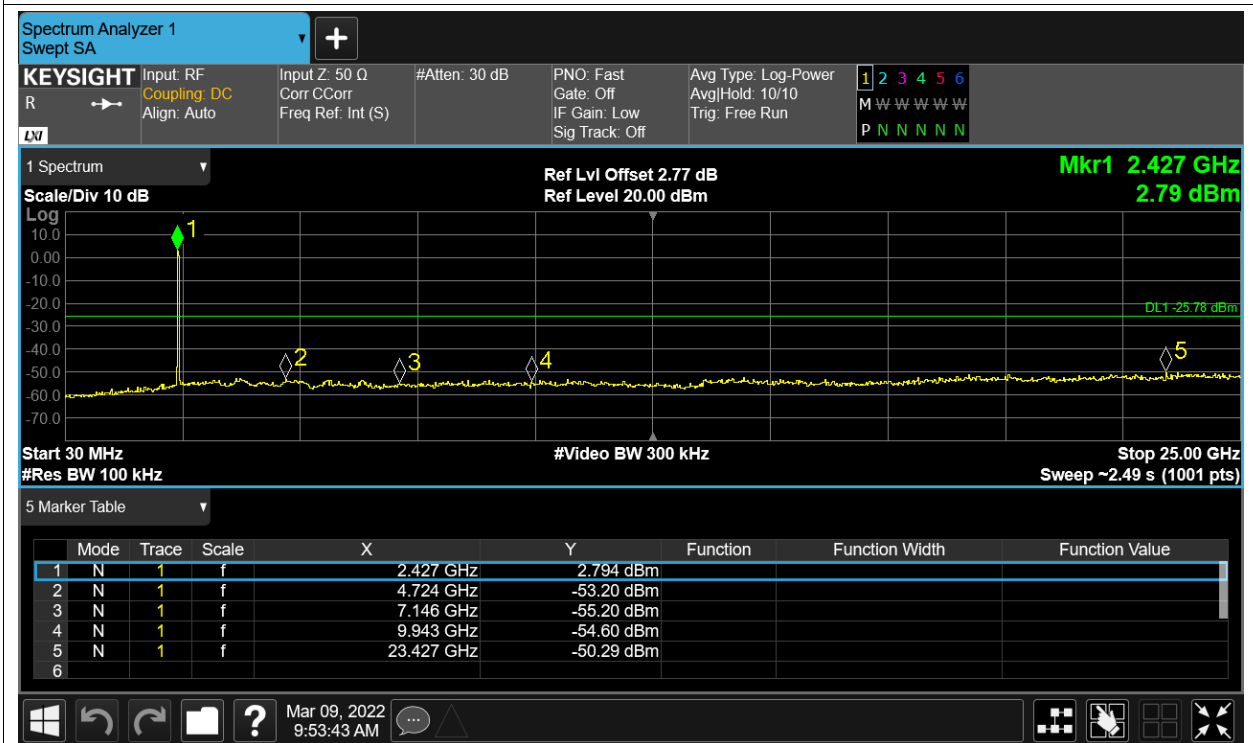 Spectrum Analyzer 1
Swept SA
KEYSIGHT Input: RF Input Z: 50 Ω #Atten: 30 dB PNO: Fast Avg Type: Log-Power 1 2 3 4 5 6
R Coupling: DC Corr CCorr Gate: Off Avg|Hold: 10/10 M W W W W W
Align: Auto Freq Ref: Int (S) IF Gain: Low Trig: Free Run
LXI Sig Track: Off P N N N N N
1 Spectrum Ref Lvl Offset 2.77 dB Mkr1 2.427 GHz
Scale/Div 10 dB Ref Level 20.00 dBm 2.79 dBm
Log
1
10.0
0.00
-10.0
-20.0
DL1 -25.78 dBm
-30.0
-40.0
2 3 4 5
-50.0
-60.0
-70.0
Start 30 MHz #Video BW 300 kHz Stop 25.00 GHz
#Res BW 100 kHz Sweep ~2.49 s (1001 pts)
5 Marker Table
Mode Trace Scale X Y Function Function Width Function Value
1 N 1 f 2.427 GHz 2.794 dBm
2 N 1 f 4.724 GHz -53.20 dBm
3 N 1 f 7.146 GHz -55.20 dBm
4 N 1 f 9.943 GHz -54.60 dBm
5 N 1 f 23.427 GHz -50.29 dBm
6
? Mar 09, 2022
9:53:43 AM